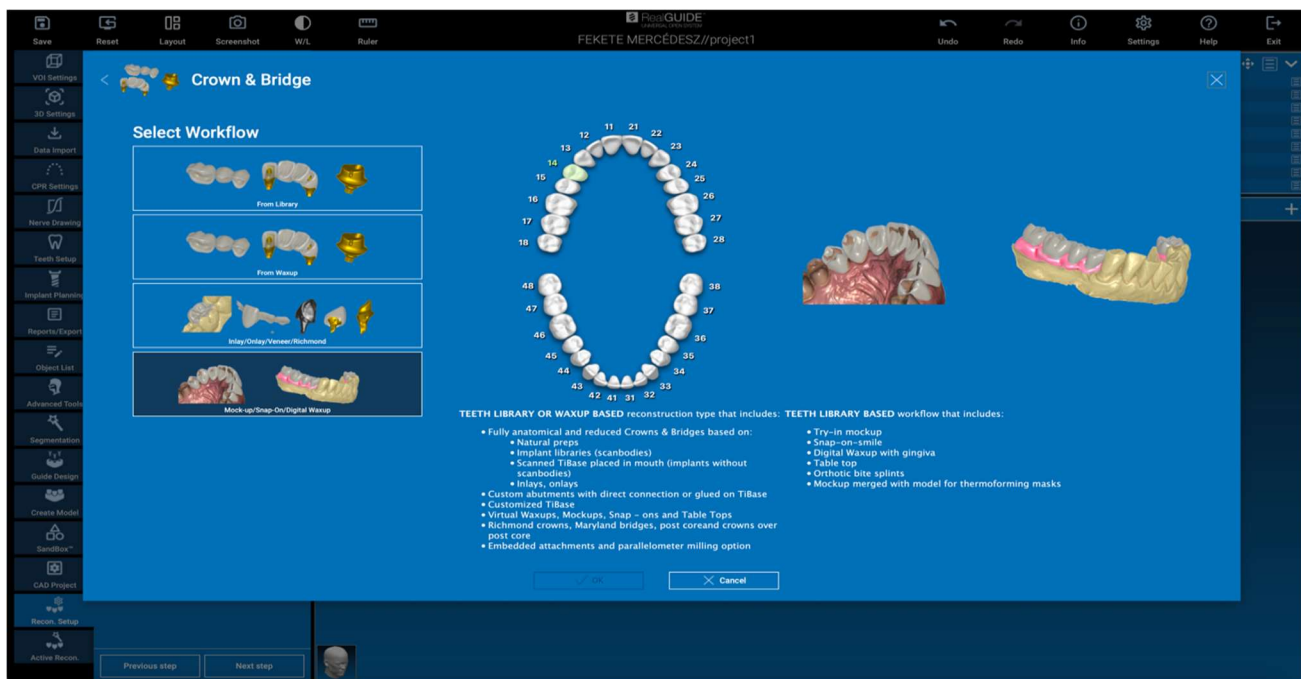 Save
Reset
Layout
Screenshot
W/L
Ruler
RealGUIDE™
UNIVERSAL OPEN SYSTEM
FEKETE MERCÉDESZ//project1
Undo
Redo
Info
Settings
Help
Exit
VOI Settings
3D Settings
Data Import
CPR Settings
Nerve Drawing
Teeth Setup
Implant Planning
Reports/Export
Object List
Advanced Tools
Segmentation
Guide Design
Create Model
SandBox™
CAD Project
Recon. Setup
Active Recon.
Crown & Bridge
Select Workflow
From Library
From Waxup
Inlay/Onlay/Veneer/Richmond
Mock-up/Snap-On/Digital Waxup
11 21
12 22
13 23
14 24
15 25
16 26
17 27
18 28
48 38
47 37
46 36
45 35
44 34
43 33
42 41 31 32
TEETH LIBRARY OR WAXUP BASED reconstruction type that includes:
• Fully anatomical and reduced Crowns & Bridges based on:
• Natural preps
• Implant libraries (scanbodies)
• Scanned TiBase placed in mouth (implants without
scanbodies)
• Inlays, onlays
• Custom abutments with direct connection or glued on TiBase
• Customized TiBase
• Virtual Waxups, Mockups, Snap – ons and Table Tops
• Richmond crowns, Maryland bridges, post coreand crowns over
post core
• Embedded attachments and parallelometer milling option
TEETH LIBRARY BASED workflow that includes:
• Try-in mockup
• Snap-on-smile
• Digital Waxup with gingiva
• Table top
• Orthotic bite splints
• Mockup merged with model for thermoforming masks
OK
Cancel
Previous step
Next step